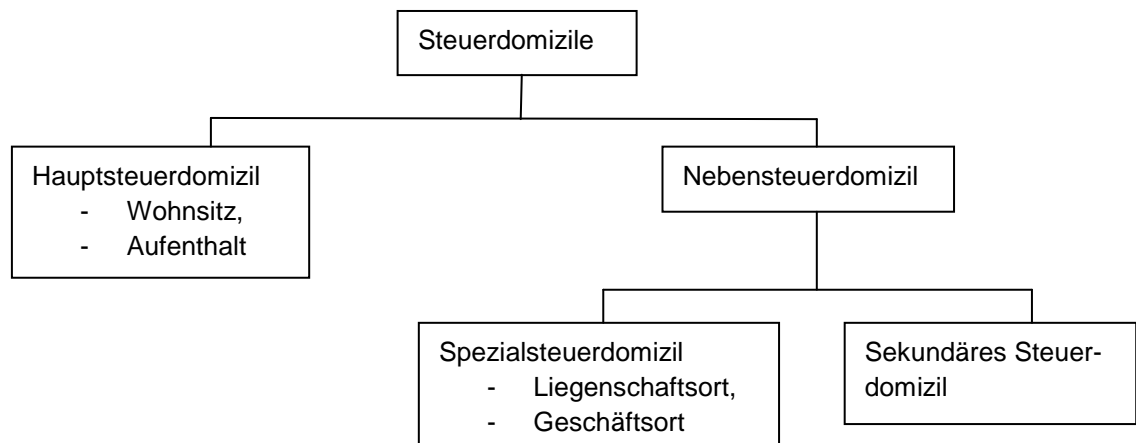 Steuerdomizile
Hauptsteuerdomizil
- Wohnsitz,
- Aufenthalt
Nebensteuerdomizil
Spezialsteuerdomizil
- Liegenschaftsort,
- Geschäftsort
Sekundäres Steuer-
domizil